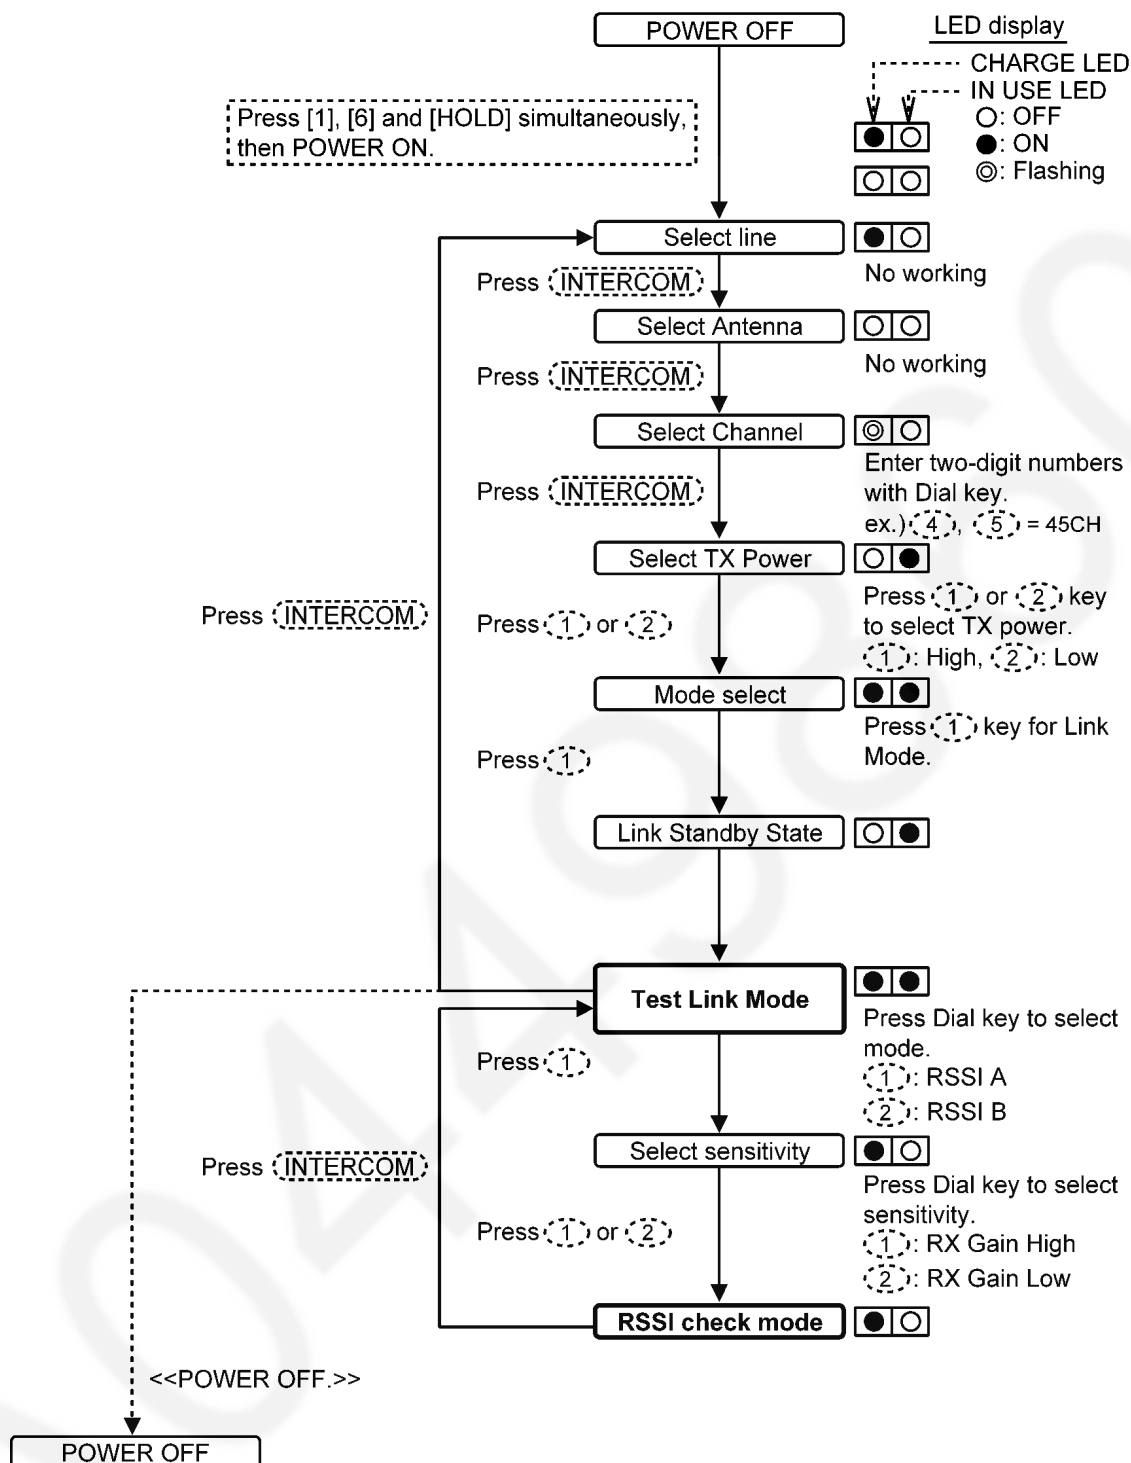 POWER OFF
LED display
CHARGE LED
IN USE LED
○: OFF
●: ON
◎: Flashing
Press [1], [6] and [HOLD] simultaneously,
then POWER ON.
Select line
No working
Press (INTERCOM)
Select Antenna
No working
Press (INTERCOM)
Select Channel
Enter two-digit numbers
with Dial key.
ex.) (4), (5) = 45CH
Press (INTERCOM)
Select TX Power
Press (1) or (2) key
to select TX power.
(1): High, (2): Low
Press (INTERCOM)
Press (1) or (2)
Mode select
Press (1) key for Link
Mode.
Press (1)
Link Standby State
Test Link Mode
Press Dial key to select
mode.
(1): RSSI A
(2): RSSI B
Press (1)
Select sensitivity
Press Dial key to select
sensitivity.
(1): RX Gain High
(2): RX Gain Low
Press (INTERCOM)
Press (1) or (2)
RSSI check mode
<<POWER OFF.>>
POWER OFF